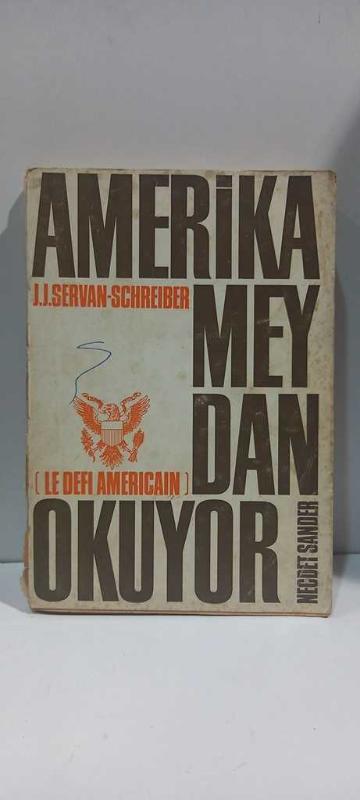 AMERİKA
J.J.SERVAN-SCHREIBER
MEY
DAN
( LE DEFI AMERICAIN )
OKUYOR
NECDET SANDER